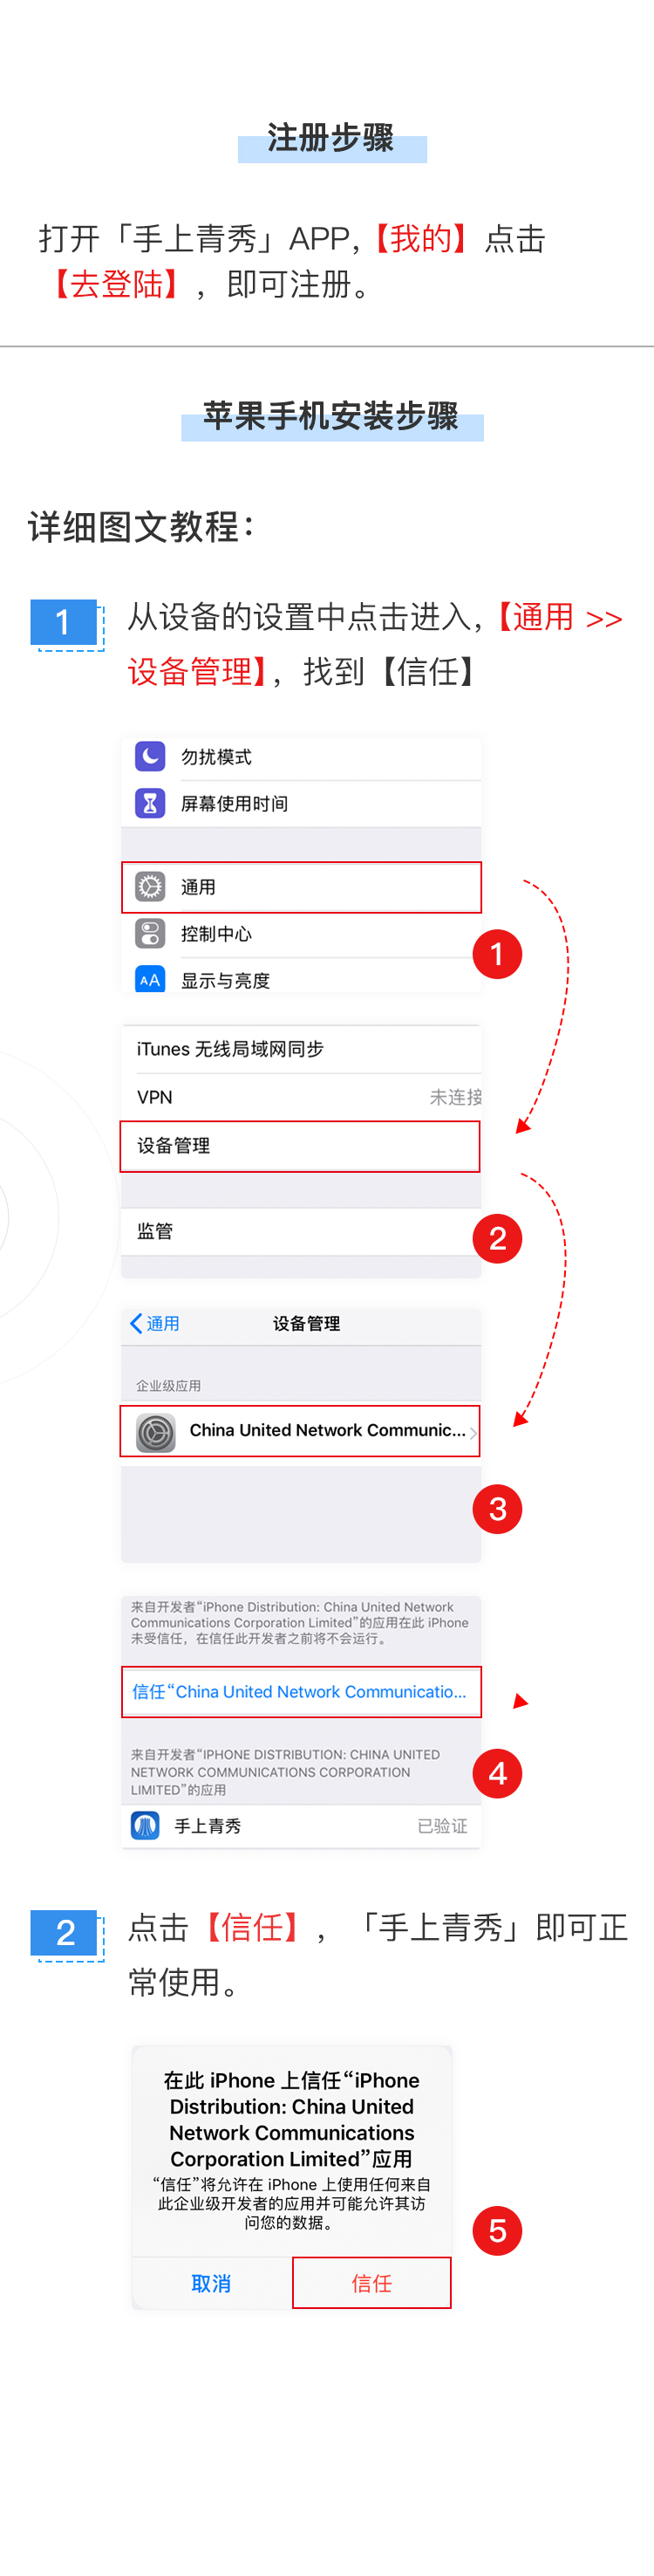 注册步骤
打开「手上青秀」APP,【我的】点击
【去登陆】，即可注册。
苹果手机安装步骤
详细图文教程：
1
从设备的设置中点击进入，【通用 >>
设备管理】，找到【信任】
勿扰模式
屏幕使用时间
通用
控制中心
AA 显示与亮度
1
iTunes 无线局域网同步
VPN 未连接
设备管理
监管
2
通用 设备管理
企业级应用
China United Network Communic...
3
来自开发者“iPhone Distribution: China United Network
Communications Corporation Limited”的应用在此 iPhone
未受信任，在信任此开发者之前将不会运行。
信任“China United Network Communicatio...
来自开发者“IPHONE DISTRIBUTION: CHINA UNITED
NETWORK COMMUNICATIONS CORPORATION
LIMITED”的应用
4
手上青秀 已验证
2
点击【信任】，「手上青秀」即可正
常使用。
在此 iPhone 上信任“iPhone
Distribution: China United
Network Communications
Corporation Limited”应用
“信任”将允许在 iPhone 上使用任何来自
此企业级开发者的应用并可能允许其访
问您的数据。
5
取消 信任